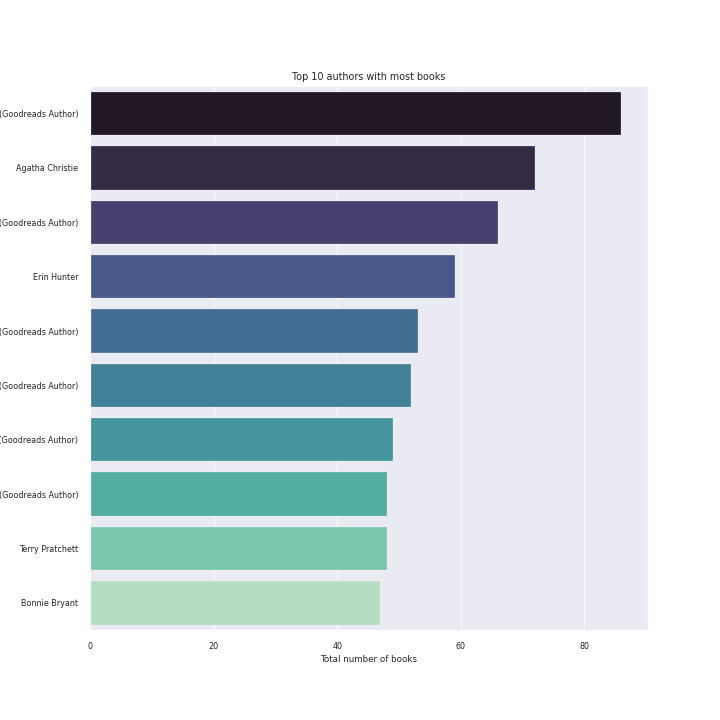 Top 10 authors with most books
(Goodreads Author)
Agatha Christie
(Goodreads Author)
Erin Hunter
(Goodreads Author)
(Goodreads Author)
(Goodreads Author)
(Goodreads Author)
Terry Pratchett
Bonnie Bryant
0 20 40 60 80
Total number of books